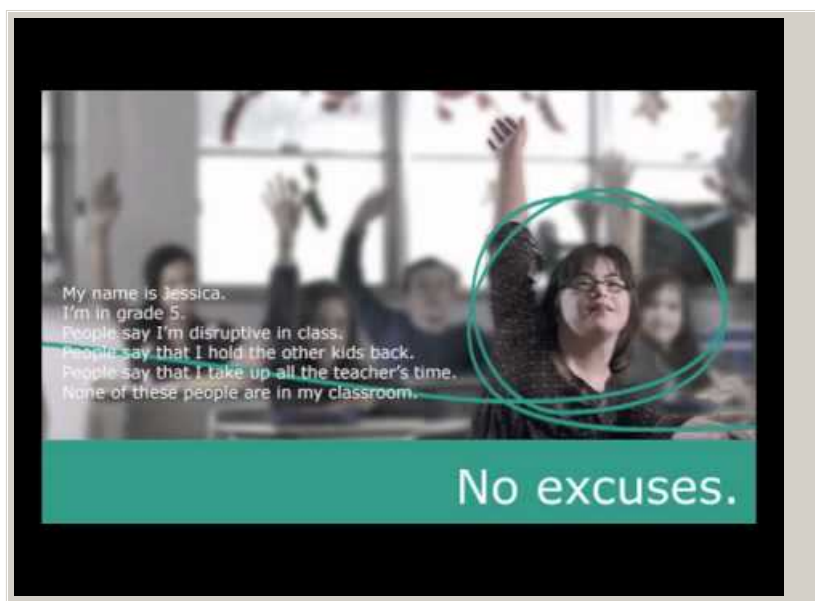 My name is Jessica.
I'm in grade 5.
People say I'm disruptive in class.
People say that I hold the other kids back.
People say that I take up all the teacher's time.
None of these people are in my classroom.
No excuses.